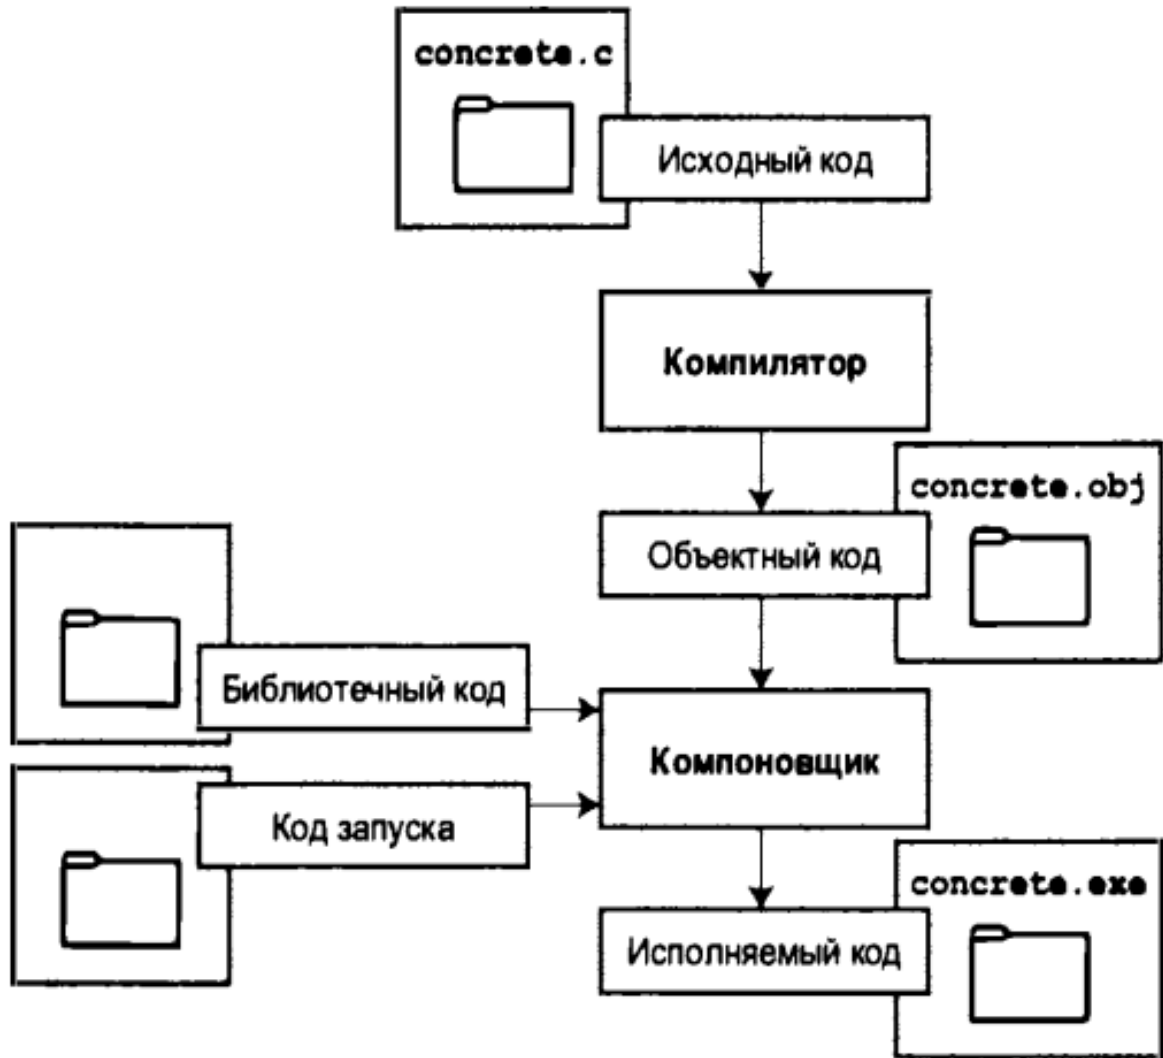 concrete.c
Исходный код
Компилятор
concrete.obj
Объектный код
Библиотечный код
Компоновщик
Код запуска
concrete.exe
Исполняемый код